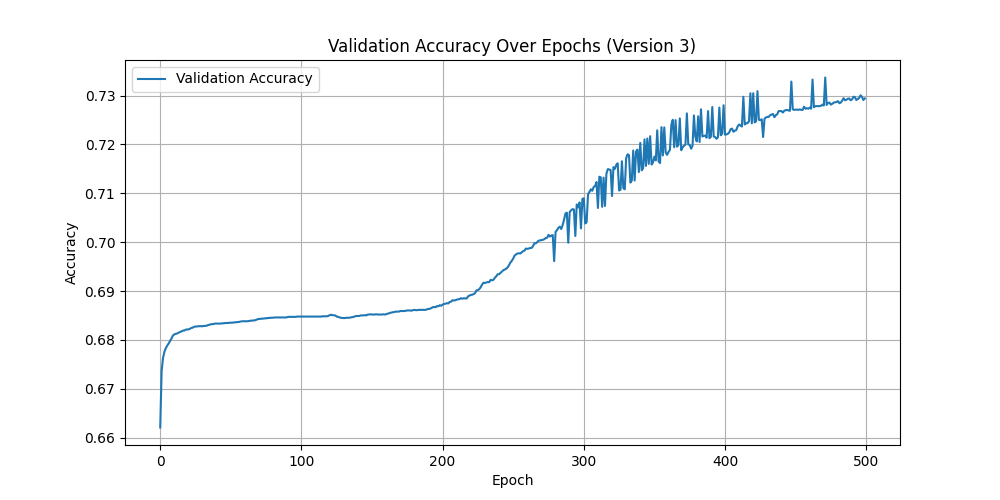 Validation Accuracy Over Epochs (Version 3)
Validation Accuracy
0.73
0.72
0.71
0.70
0.69
0.68
0.67
0.66
Accuracy
0 100 200 300 400 500
Epoch